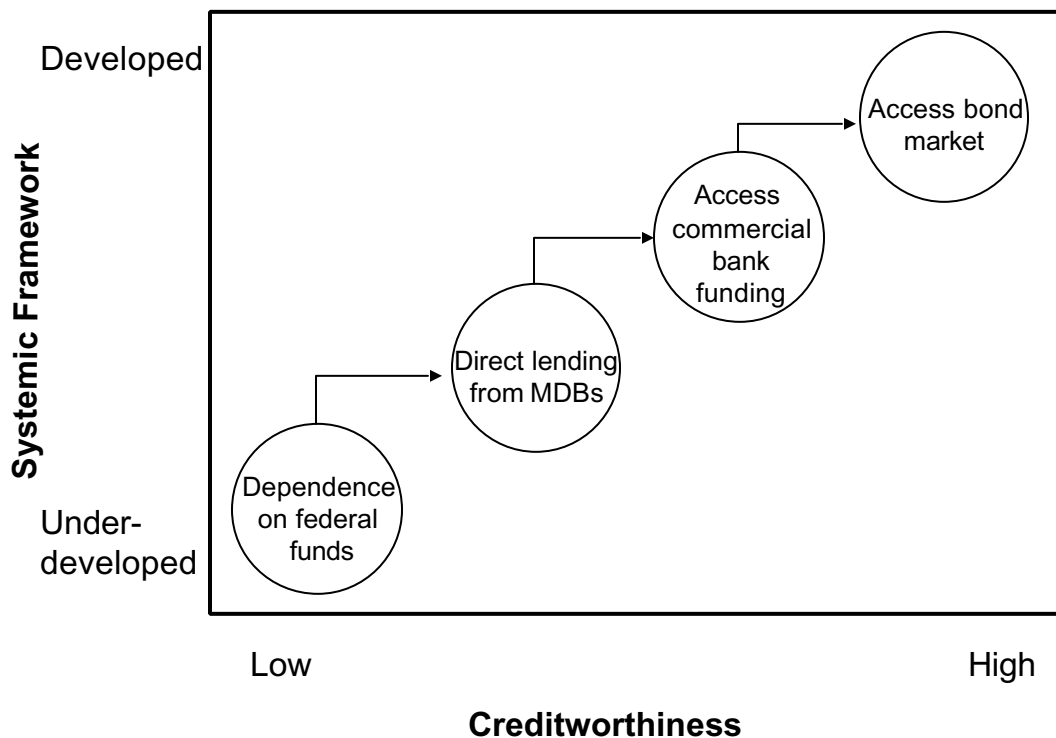 Developed
Access bond
market
Access
commercial
bank
funding
Systemic Framework
Direct lending
from MDBs
Dependence
on federal
funds
Under-
developed
Low
High
Creditworthiness